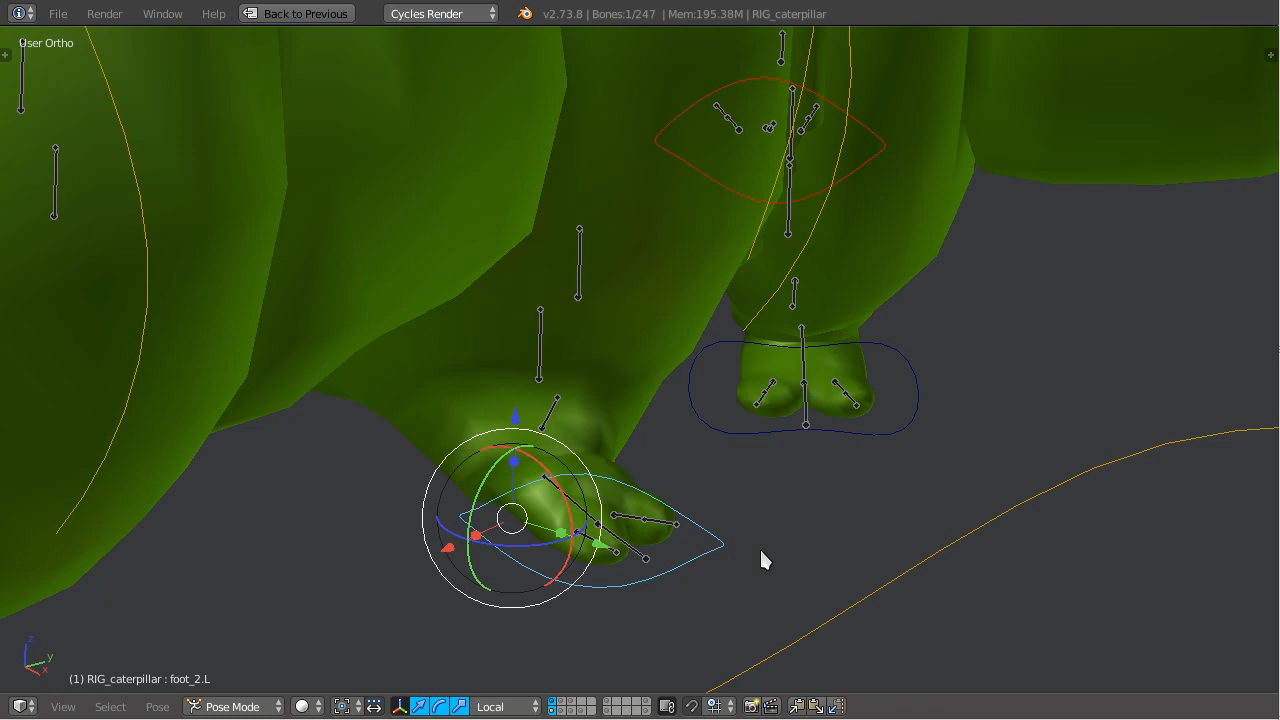 File Render Window Help Back to Previous Cycles Render v2.73.8 | Bones:1/247 | Mem:195.38M | RIG_caterpillar
User Ortho
z
y
x
(1) RIG_caterpillar : foot_2.L
View Select Pose Pose Mode Local